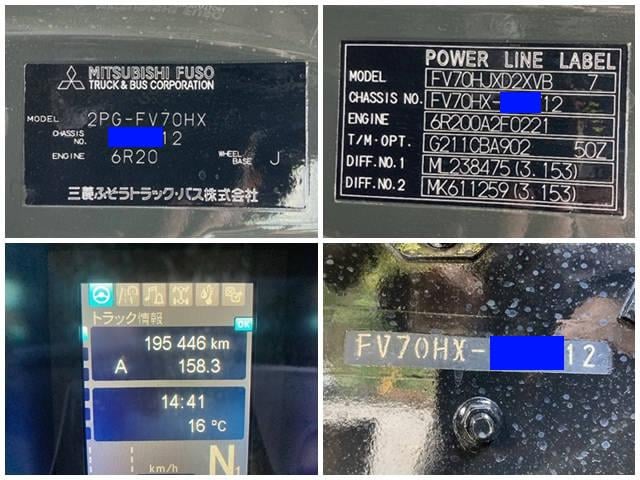 MITSUBISHI FUSO
TRUCK & BUS CORPORATION
MODEL 2PG-FV70HX
CHASSIS NO. 12
ENGINE 6R20 WHEEL BASE J
三菱ふそうトラック・バス株式会社
POWER LINE LABEL
MODEL FV70HJXD2XVB 7
CHASSIS NO. FV70HX- 12
ENGINE 6R200A2F0221
T/M・OPT. G211CBA902 50Z
DIFF.NO.1 ML238475(3.153)
DIFF.NO.2 MK611259(3.153)
トラック情報
OK
195 446 km
A 158.3
14:41
16 °C
km/h N1
FV70HX- 12